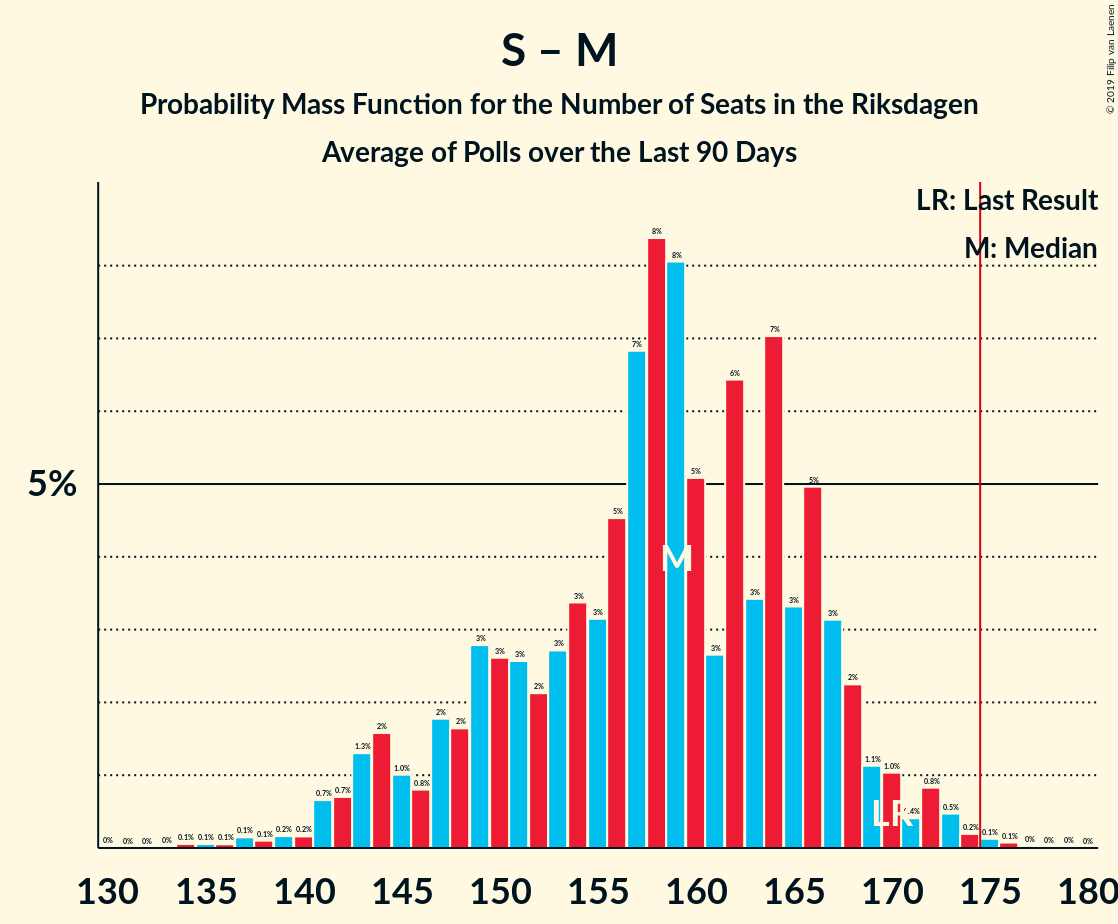 S – M
Probability Mass Function for the Number of Seats in the Riksdagen
Average of Polls over the Last 90 Days
© 2019 Filip van Laenen
LR: Last Result
M: Median
5%
0% 0% 0% 0% 0.1% 0.1% 0.1% 0.1% 0.1% 0.2% 0.2% 0.7% 0.7% 1.3% 2% 1.0% 0.8% 2% 2% 3% 3% 3% 2% 3% 3% 3% 5% 7% 8% 8% 5% 3% 6% 3% 7% 3% 5% 3% 2% 1.1% 1.0% 0.8% 0.5% 0.2% 0.1% 0.1% 0% 0% 0% 0%
M
LR
130 135 140 145 150 155 160 165 170 175 180